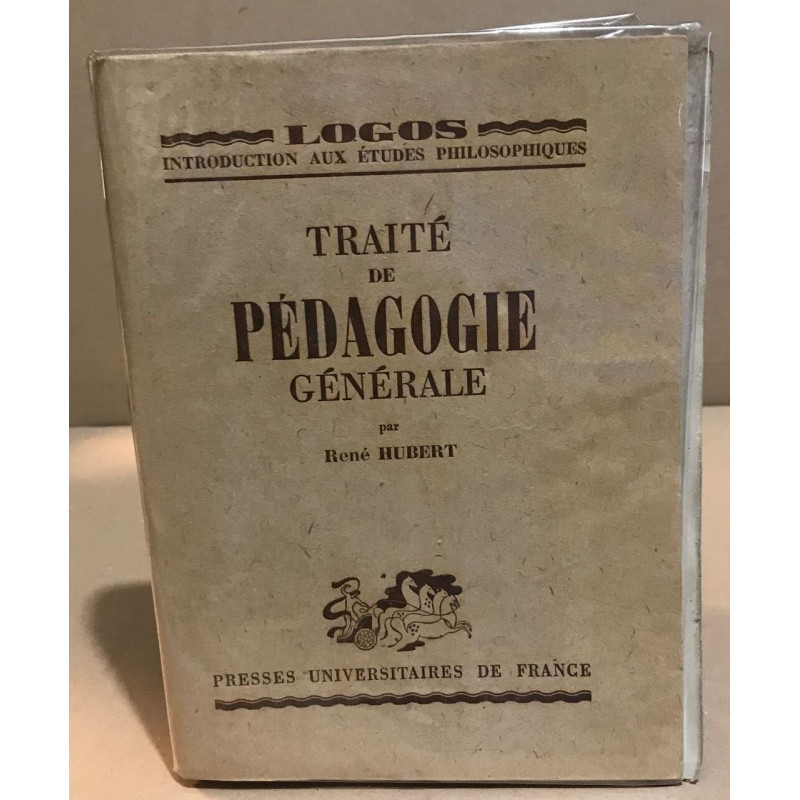 LOGOS
INTRODUCTION AUX ÉTUDES PHILOSOPHIQUES
TRAITÉ
DE
PÉDAGOGIE
GÉNÉRALE
par
René HUBERT
PRESSES UNIVERSITAIRES DE FRANCE